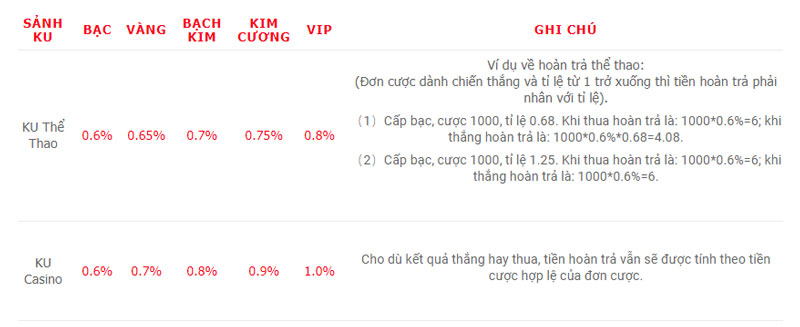 SẢNH KU
BẠC
VÀNG
BẠCH KIM
KIM CƯƠNG
VIP
GHI CHÚ
KU Thể Thao
0.6%
0.65%
0.7%
0.75%
0.8%
Ví dụ về hoàn trả thể thao:
(Đơn cược dành chiến thắng và tỉ lệ từ 1 trở xuống thì tiền hoàn trả phải
nhân với tỉ lệ).
（1）Cấp bạc, cược 1000, tỉ lệ 0.68. Khi thua hoàn trả là: 1000*0.6%=6; khi
thắng hoàn trả là: 1000*0.6%*0.68=4.08.
（2）Cấp bạc, cược 1000, tỉ lệ 1.25. Khi thua hoàn trả là: 1000*0.6%=6; khi
thắng hoàn trả là: 1000*0.6%=6.
KU Casino
0.6%
0.7%
0.8%
0.9%
1.0%
Cho dù kết quả thắng hay thua, tiền hoàn trả vẫn sẽ được tính theo tiền
cược hợp lệ của đơn cược.